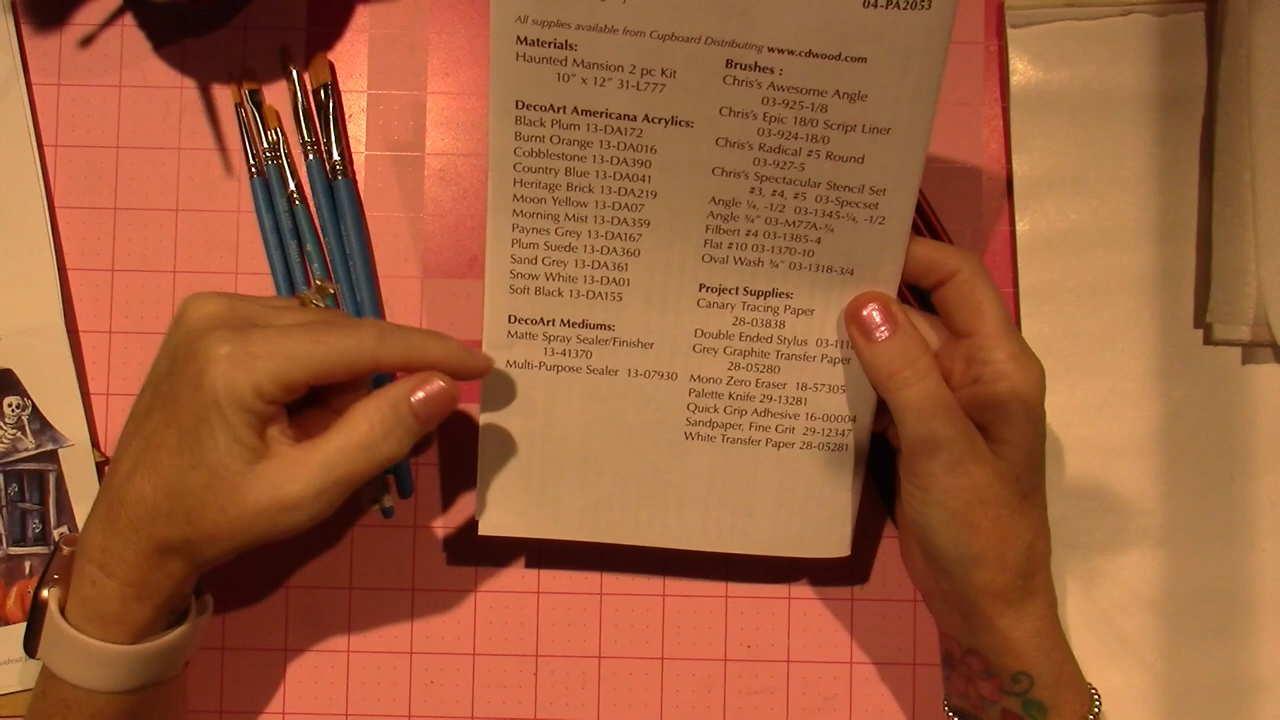 04-PA2053
All supplies available from Cupboard Distributing www.cdwood.com
Materials:
Haunted Mansion 2 pc Kit
10" x 12" 31-L777
DecoArt Americana Acrylics:
Black Plum 13-DA172
Burnt Orange 13-DA016
Cobblestone 13-DA390
Country Blue 13-DA041
Heritage Brick 13-DA219
Moon Yellow 13-DA07
Morning Mist 13-DA359
Paynes Grey 13-DA167
Plum Suede 13-DA360
Sand Grey 13-DA361
Snow White 13-DA01
Soft Black 13-DA155
DecoArt Mediums:
Matte Spray Sealer/Finisher
13-41370
Multi-Purpose Sealer 13-07930
Brushes :
Chris's Awesome Angle
03-925-1/8
Chris's Epic 18/0 Script Liner
03-924-18/0
Chris's Radical #5 Round
03-927-5
Chris's Spectacular Stencil Set
#3, #4, #5 03-Specset
Angle ¼, -1/2 03-1345-¼, -1/2
Angle ¾" 03-M77A-¾
Filbert #4 03-1385-4
Flat #10 03-1370-10
Oval Wash ¾" 03-1318-3/4
Project Supplies:
Canary Tracing Paper
28-03838
Double Ended Stylus
Grey Graphite Transfer Paper
28-05280
Mono Zero Eraser 18-57305
Palette Knife 29-13281
Quick Grip Adhesive 16-00004
Sandpaper, Fine Grit 29-12347
White Transfer Paper 28-05281